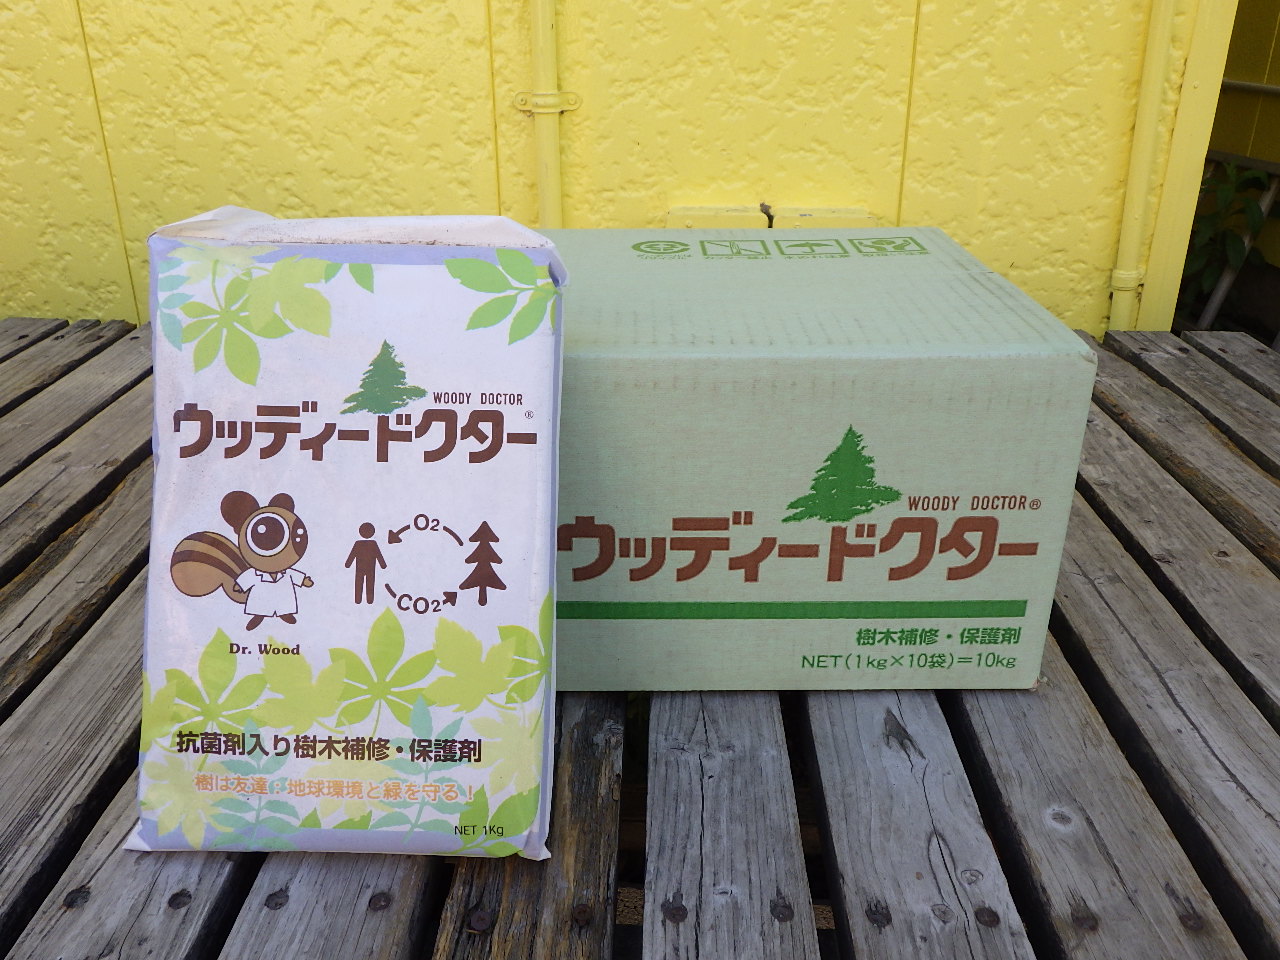 WOODY DOCTOR
ウッディードクター®
O2
CO2
Dr. Wood
抗菌剤入り樹木補修・保護剤
樹は友達：地球環境と緑を守る！
NET 1Kg
WOODY DOCTOR®
ウッディードクター
樹木補修・保護剤
NET(1kg×10袋)=10kg